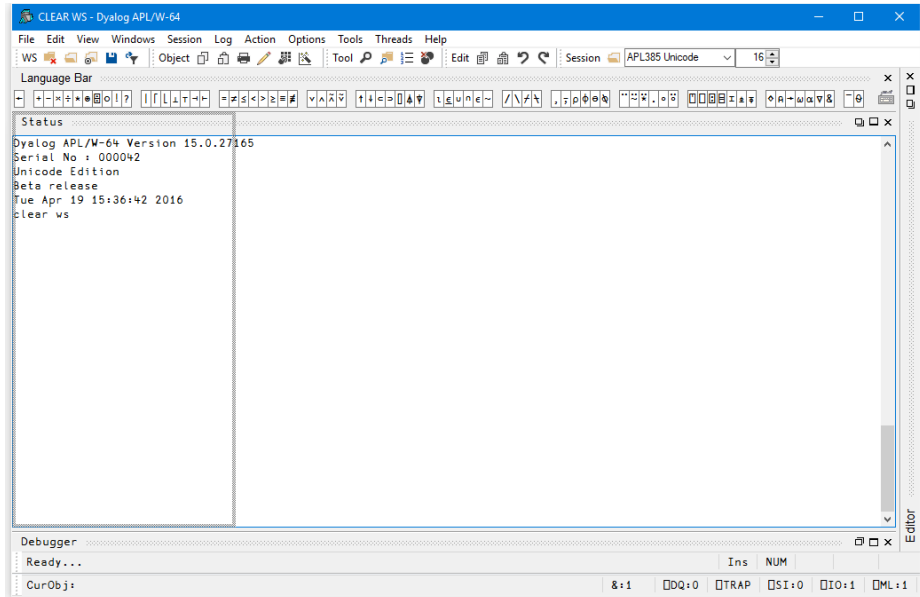 CLEAR WS - Dyalog APL/W-64
File Edit View Windows Session Log Action Options Tools Threads Help
WS Object Tool Edit Session APL385 Unicode 16
Language Bar
← + - × ÷ * ⍟ ⌹ ○ ! ? | ⌈ ⌊ ⊥ ⊤ ⊣ ⊢ = ≠ ≤ < > ≥ ≡ ≢ ∨ ∧ ⍲ ⍱ ↑ ↓ ⊂ ⊃ ⌷ ⍋ ⍒ ⍳ ⍷ ∪ ∩ ∊ ~ / \ ⌿ ⍀ , ⍪ ⍴ ⌽ ⊖ ⍉ ¨ ⍨ ⍣ . ∘ ⍤ ⍞ ⎕ ⍠ ⌸ ⌶ ⍎ ⍕ ⋄ ⍝ → ⍵ ⍺ ∇ & ¯ ⍬
Status
Dyalog APL/W-64 Version 15.0.27165
Serial No : 000042
Unicode Edition
Beta release
Tue Apr 19 15:36:42 2016
clear ws
Editor
Debugger
Ready... Ins NUM
CurObj: &:1 ⎕DQ:0 ⎕TRAP ⎕SI:0 ⎕IO:1 ⎕ML:1